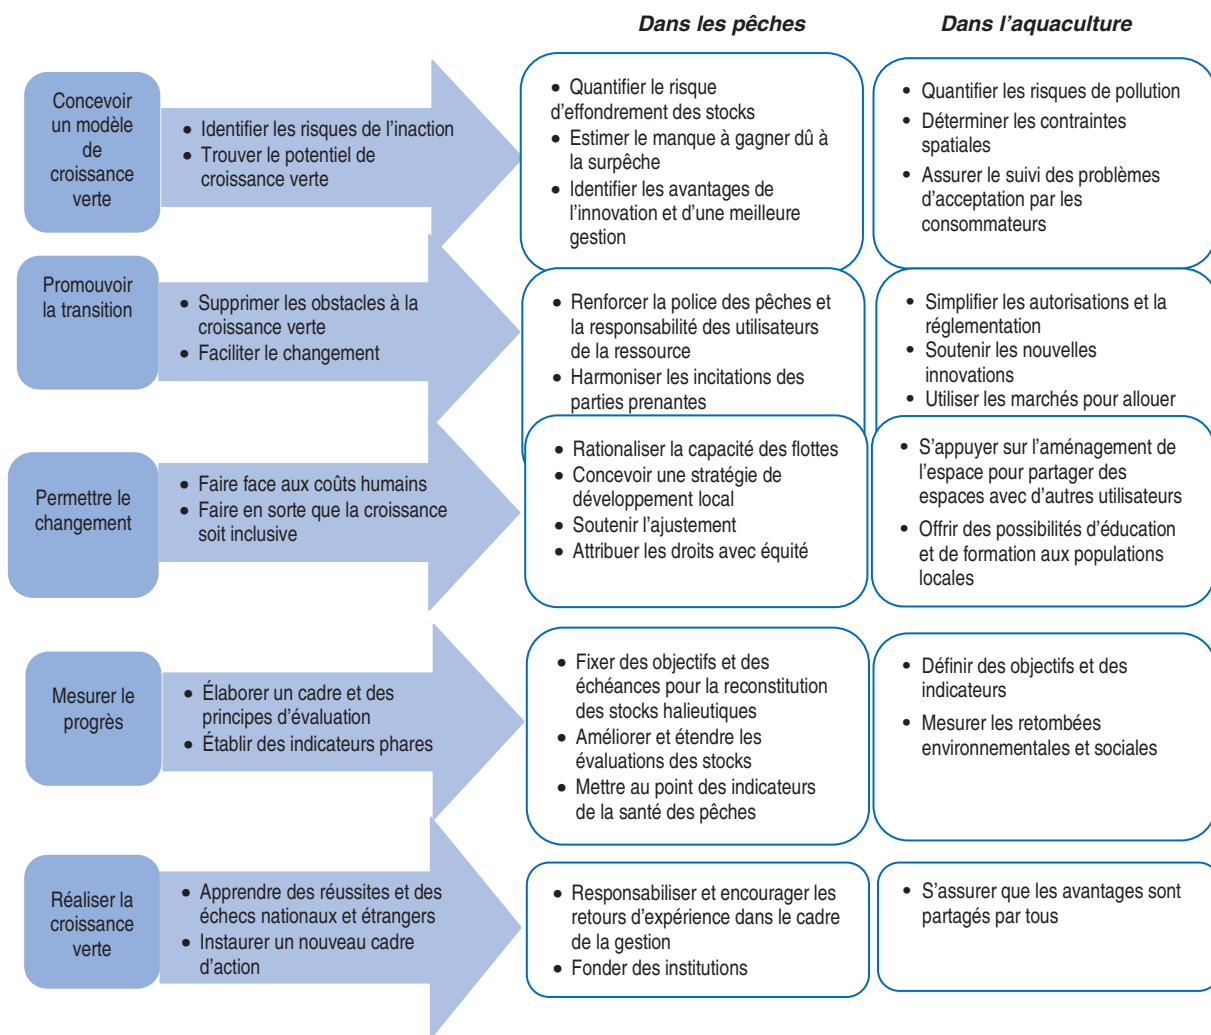 Dans les pêches
Dans l'aquaculture
Concevoir
un modèle
de
croissance
verte
• Identifier les risques de l'inaction
• Trouver le potentiel de
croissance verte
• Quantifier le risque
d'effondrement des stocks
• Estimer le manque à gagner dû à
la surpêche
• Identifier les avantages de
l'innovation et d'une meilleure
gestion
• Quantifier les risques de pollution
• Déterminer les contraintes
spatiales
• Assurer le suivi des problèmes
d'acceptation par les
consommateurs
Promouvoir
la transition
• Supprimer les obstacles à la
croissance verte
• Faciliter le changement
• Renforcer la police des pêches et
la responsabilité des utilisateurs
de la ressource
• Harmoniser les incitations des
parties prenantes
• Simplifier les autorisations et la
réglementation
• Soutenir les nouvelles
innovations
• Utiliser les marchés pour allouer
Permettre le
changement
• Faire face aux coûts humains
• Faire en sorte que la croissance
soit inclusive
• Rationaliser la capacité des flottes
• Concevoir une stratégie de
développement local
• Soutenir l'ajustement
• Attribuer les droits avec équité
• S'appuyer sur l'aménagement de
l'espace pour partager des
espaces avec d'autres utilisateurs
• Offrir des possibilités d'éducation
et de formation aux populations
locales
Mesurer le
progrès
• Élaborer un cadre et des
principes d'évaluation
• Établir des indicateurs phares
• Fixer des objectifs et des
échéances pour la reconstitution
des stocks halieutiques
• Améliorer et étendre les
évaluations des stocks
• Mettre au point des indicateurs
de la santé des pêches
• Définir des objectifs et des
indicateurs
• Mesurer les retombées
environnementales et sociales
Réaliser la
croissance
verte
• Apprendre des réussites et des
échecs nationaux et étrangers
• Instaurer un nouveau cadre
d'action
• Responsabiliser et encourager les
retours d'expérience dans le cadre
de la gestion
• Fonder des institutions
• S'assurer que les avantages sont
partagés par tous